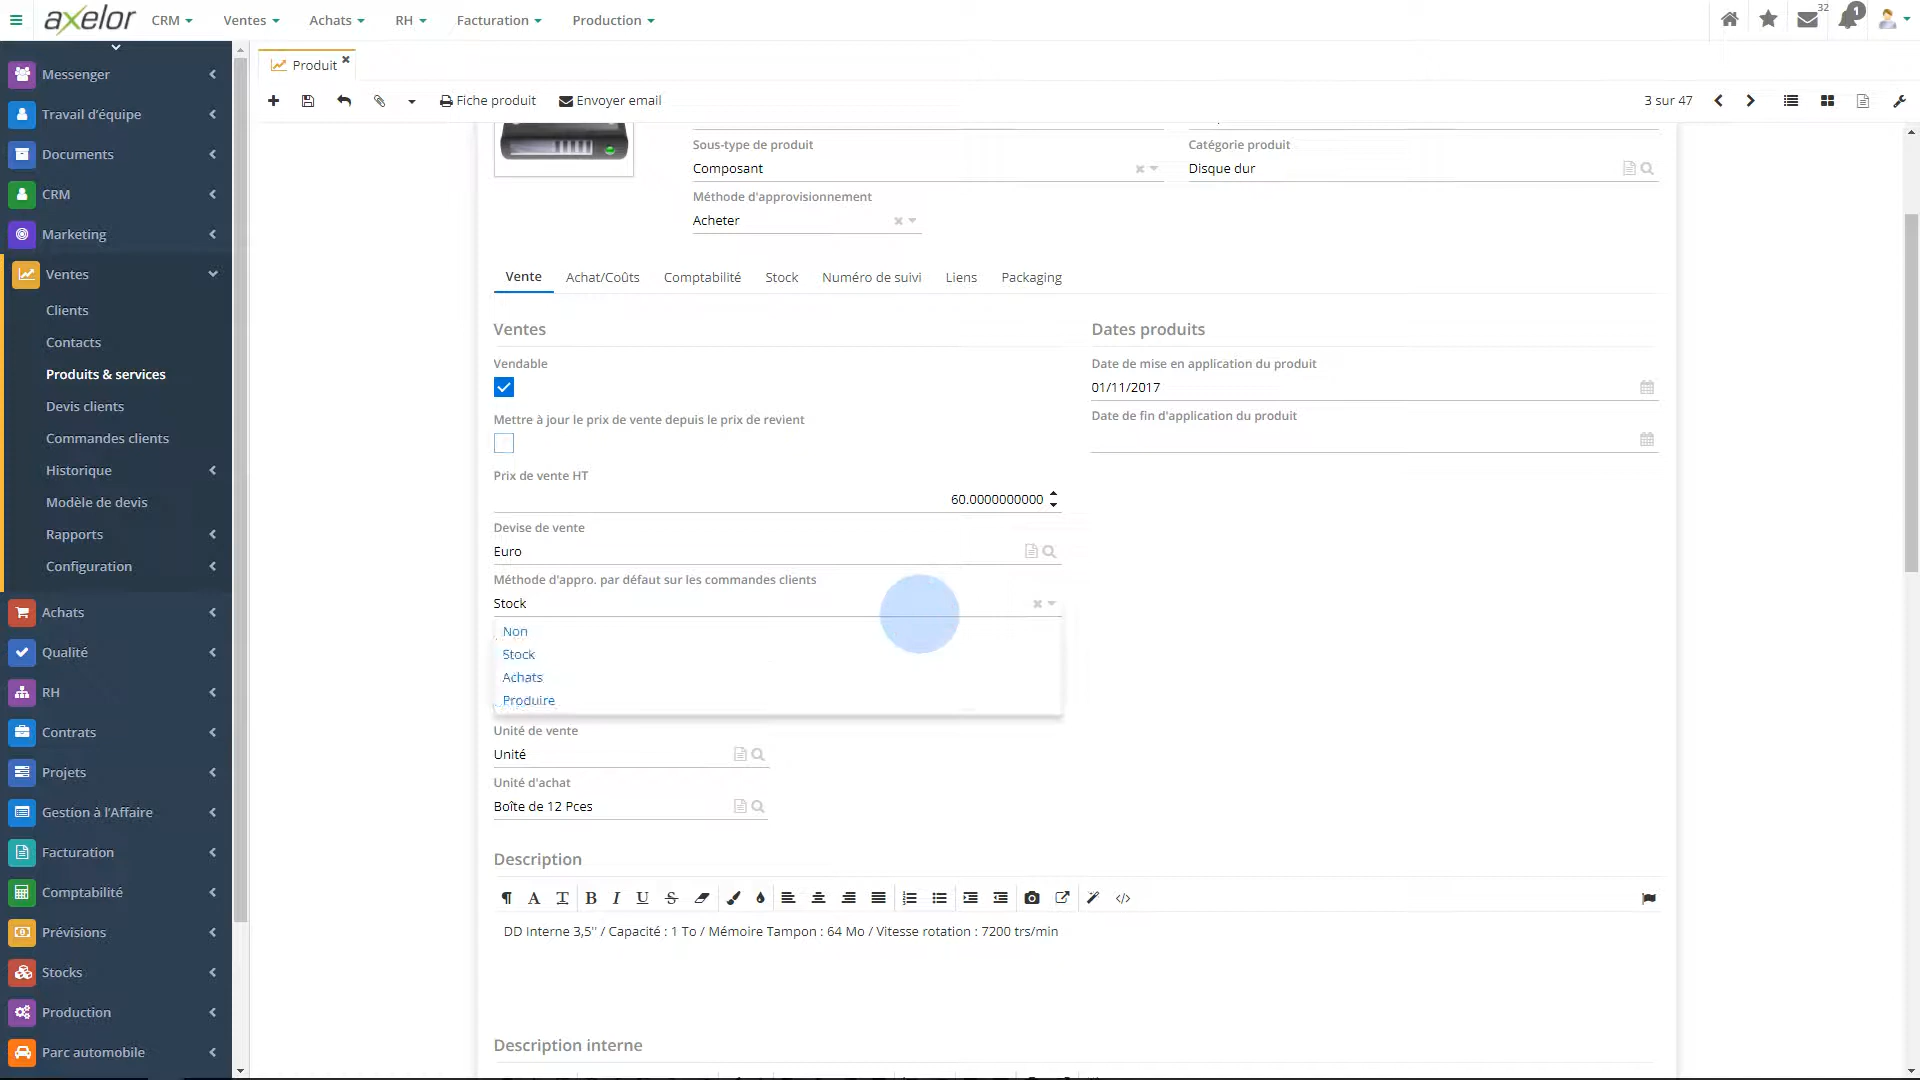 axelor
CRM
Ventes
Achats
RH
Facturation
Production
32
1
Messenger
Travail d'équipe
Documents
CRM
Marketing
Ventes
Clients
Contacts
Produits & services
Devis clients
Commandes clients
Historique
Modèle de devis
Rapports
Configuration
Achats
Qualité
RH
Contrats
Projets
Gestion à l'Affaire
Facturation
Comptabilité
Prévisions
Stocks
Production
Parc automobile
Produit
Fiche produit
Envoyer email
3 sur 47
Sous-type de produit
Composant
Catégorie produit
Disque dur
Méthode d'approvisionnement
Acheter
Vente
Achat/Coûts
Comptabilité
Stock
Numéro de suivi
Liens
Packaging
Ventes
Vendable
Mettre à jour le prix de vente depuis le prix de revient
Prix de vente HT
60.0000000000
Devise de vente
Euro
Méthode d'appro. par défaut sur les commandes clients
Stock
Non
Stock
Achats
Produire
Unité de vente
Unité
Unité d'achat
Boîte de 12 Pces
Dates produits
Date de mise en application du produit
01/11/2017
Date de fin d'application du produit
Description
DD Interne 3,5'' / Capacité : 1 To / Mémoire Tampon : 64 Mo / Vitesse rotation : 7200 trs/min
Description interne